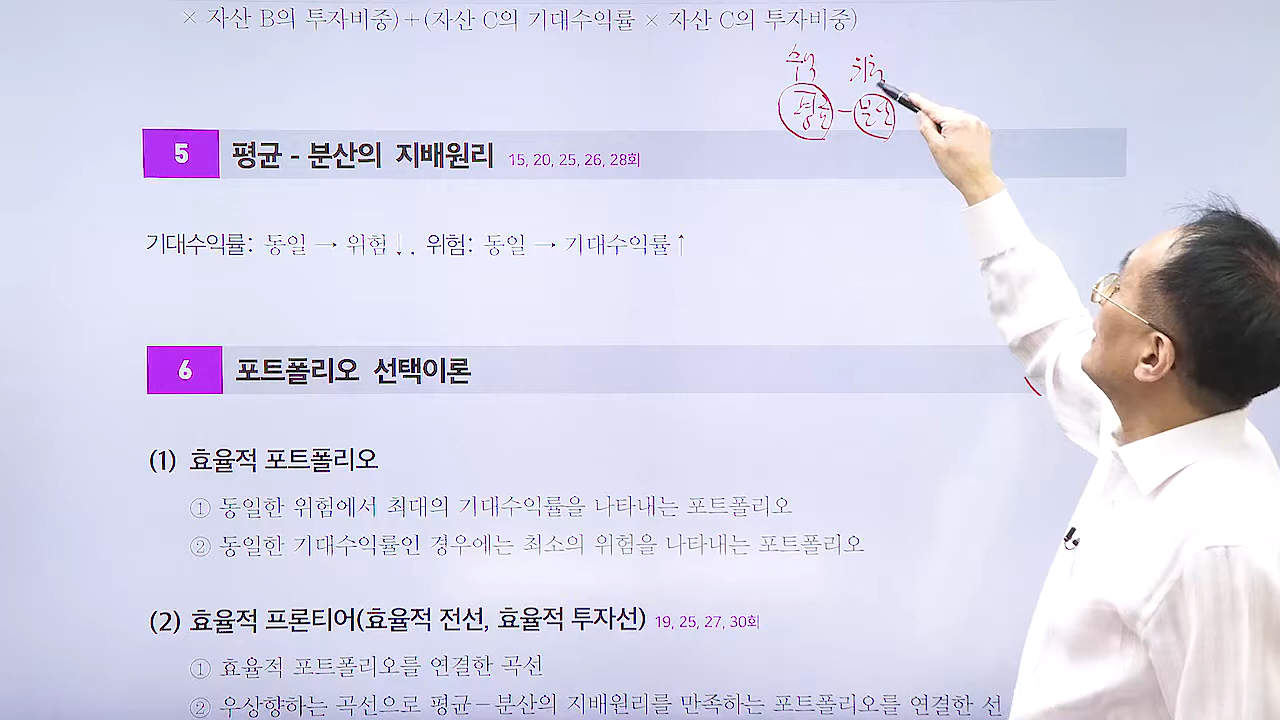 × 자산 B의 투자비중)+(자산 C의 기대수익률 × 자산 C의 투자비중)
수익 위험
평균-분산
5 평균 - 분산의 지배원리 15, 20, 25, 26, 28회
기대수익률: 동일 → 위험↓. 위험: 동일 → 기대수익률↑
6 포트폴리오 선택이론
(1) 효율적 포트폴리오
① 동일한 위험에서 최대의 기대수익률을 나타내는 포트폴리오
② 동일한 기대수익률인 경우에는 최소의 위험을 나타내는 포트폴리오
(2) 효율적 프론티어(효율적 전선, 효율적 투자선) 19, 25, 27, 30회
① 효율적 포트폴리오를 연결한 곡선
② 우상향하는 곡선으로 평균-분산의 지배원리를 만족하는 포트폴리오를 연결한 선